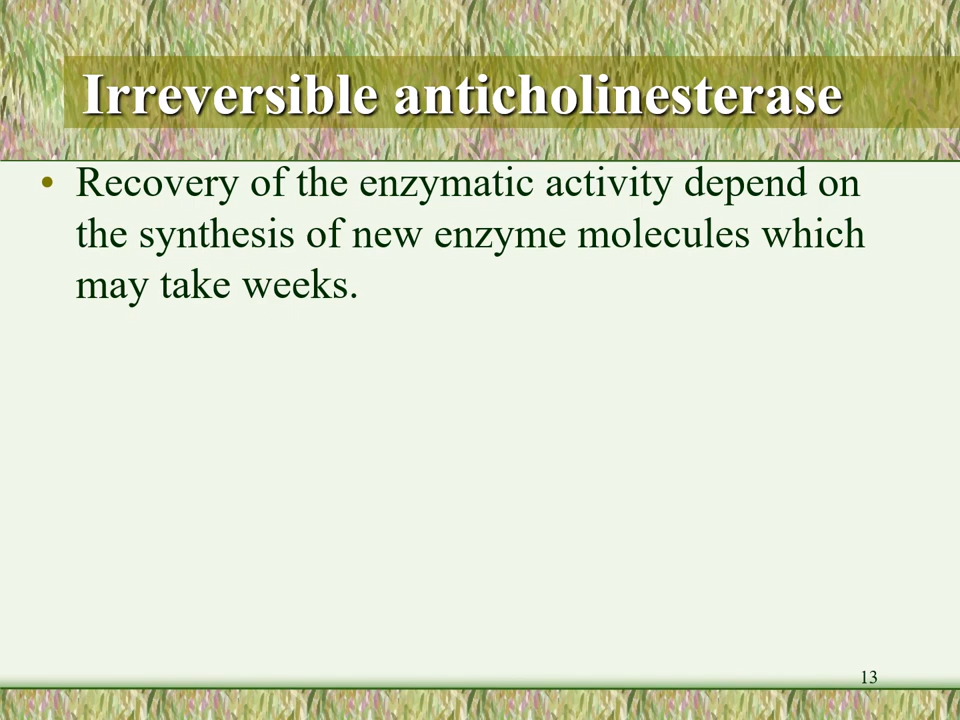 Irreversible anticholinesterase
• Recovery of the enzymatic activity depend on
the synthesis of new enzyme molecules which
may take weeks.
13